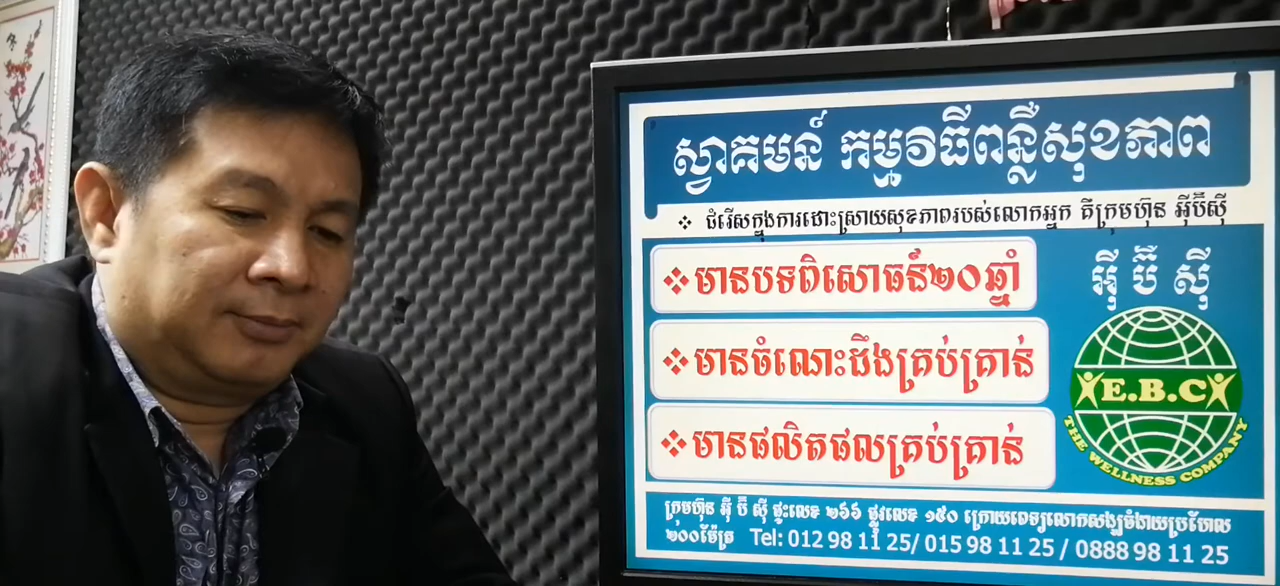 ស្វាគមន៍ កម្មវិធីពន្លឺសុខភាព
❖ ជំរើសក្នុងការដោះស្រាយសុខភាពរបស់លោកអ្នក គឺក្រុមហ៊ុន អ៊ីប៊ីស៊ី
❖មានបទពិសោធន៍២០ឆ្នាំ
❖មានចំណេះដឹងគ្រប់គ្រាន់
❖មានផលិតផលគ្រប់គ្រាន់
អ៊ី ប៊ី ស៊ី
E.B.C
THE WELLNESS COMPANY
ក្រុមហ៊ុន អ៊ី ប៊ី ស៊ី ផ្ទះលេខ ២៦៦ ផ្លូវលេខ ១៥០ ក្រោយពេទ្យលោកសង្ឃចំងាយប្រហែល
២០០ម៉ែត្រ Tel: 012 98 11 25/ 015 98 11 25 / 0888 98 11 25